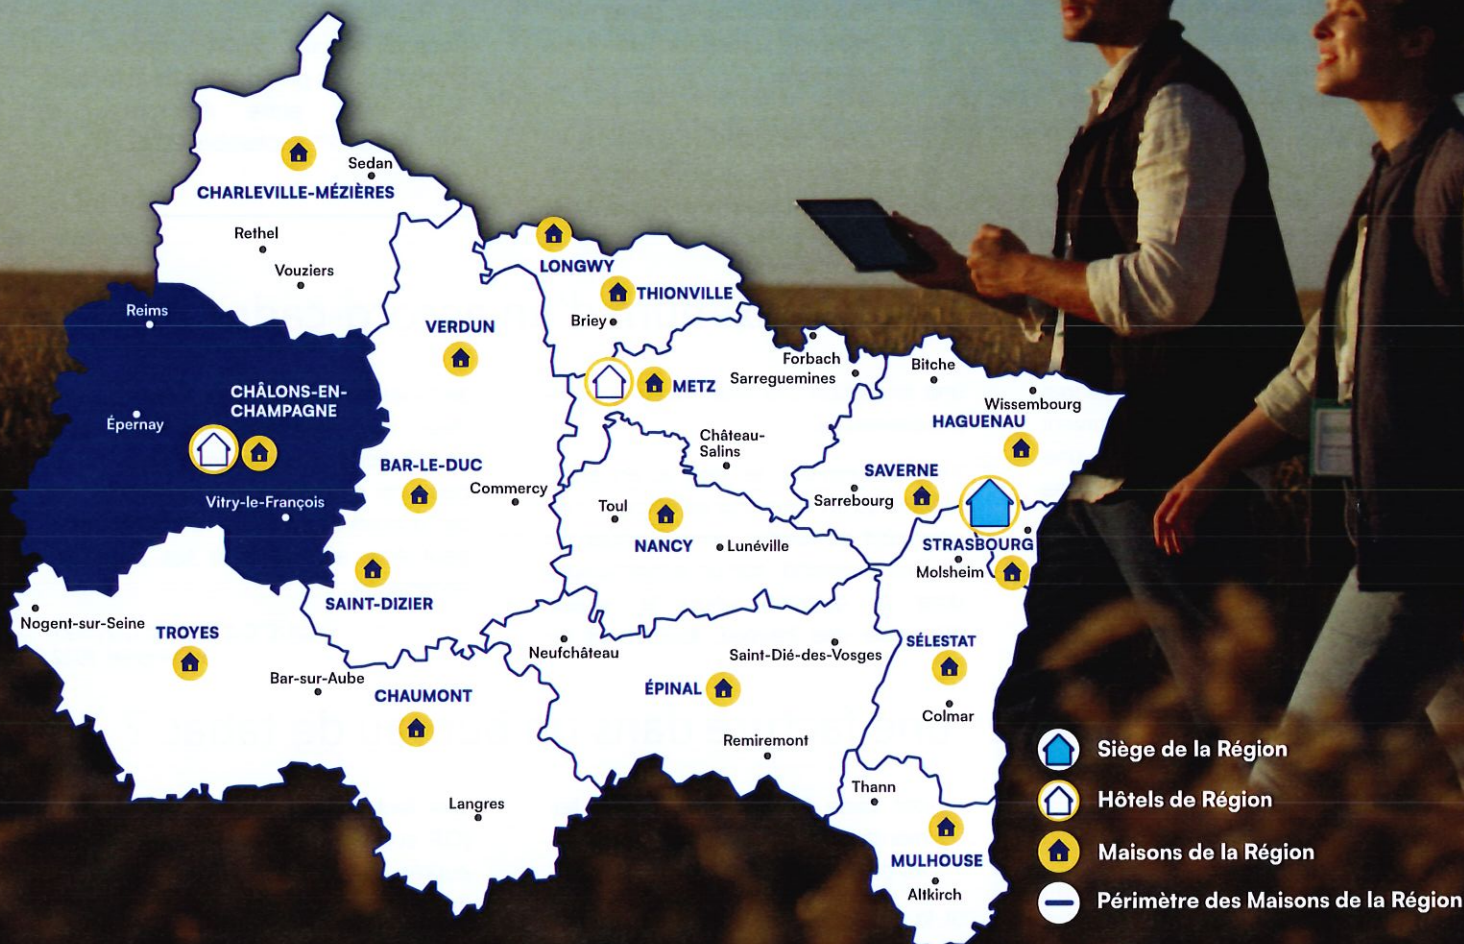 Sedan
CHARLEVILLE-MÉZIÈRES
Rethel
Vouziers
LONGWY
THIONVILLE
Briey
Reims
VERDUN
Forbach
Sarreguemines
Bitche
METZ
CHÂLONS-EN-
CHAMPAGNE
Wissembourg
HAGUENAU
Épernay
Château-
Salins
BAR-LE-DUC
Commercy
SAVERNE
Sarrebourg
Vitry-le-François
Toul
NANCY
Lunéville
STRASBOURG
Molsheim
SAINT-DIZIER
Nogent-sur-Seine
TROYES
Neufchâteau
Saint-Dié-des-Vosges
SÉLESTAT
Bar-sur-Aube
CHAUMONT
ÉPINAL
Colmar
Remiremont
Langres
Thann
MULHOUSE
Altkirch
Siège de la Région
Hôtels de Région
Maisons de la Région
Périmètre des Maisons de la Région